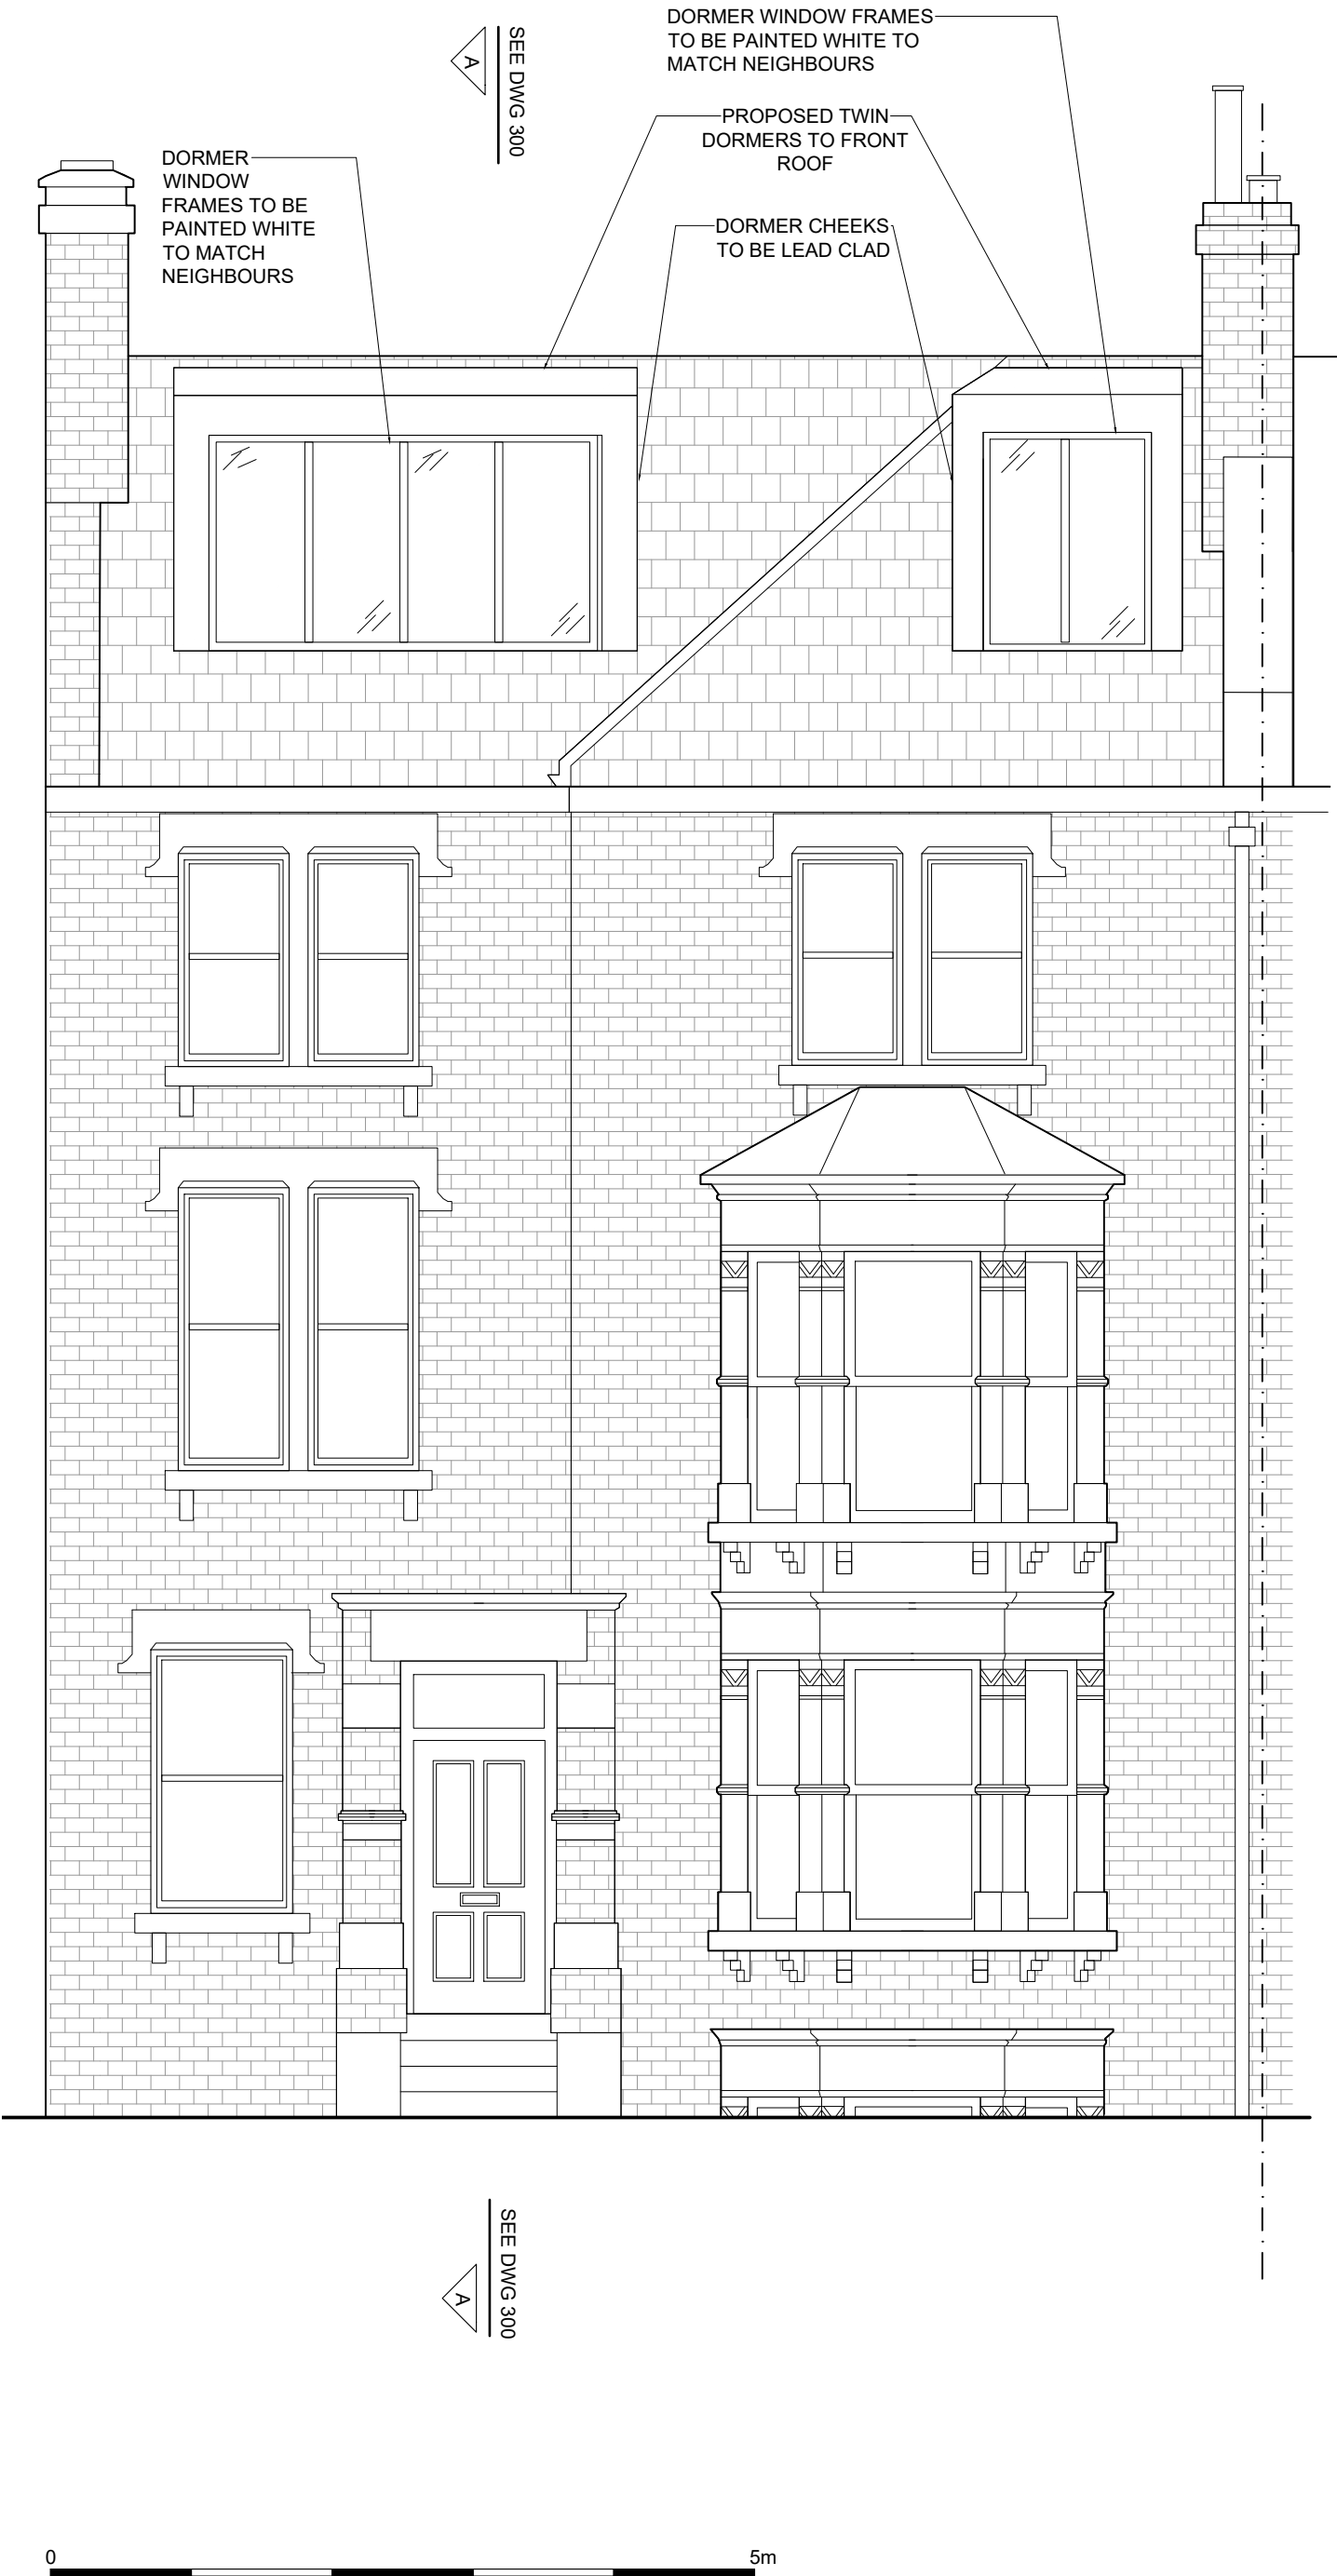 DORMER WINDOW FRAMES
TO BE PAINTED WHITE TO
MATCH NEIGHBOURS
SEE DWG 300
A
PROPOSED TWIN
DORMERS TO FRONT
ROOF
DORMER
WINDOW
FRAMES TO BE
PAINTED WHITE
TO MATCH
NEIGHBOURS
DORMER CHEEKS
TO BE LEAD CLAD
SEE DWG 300
A
0
5m